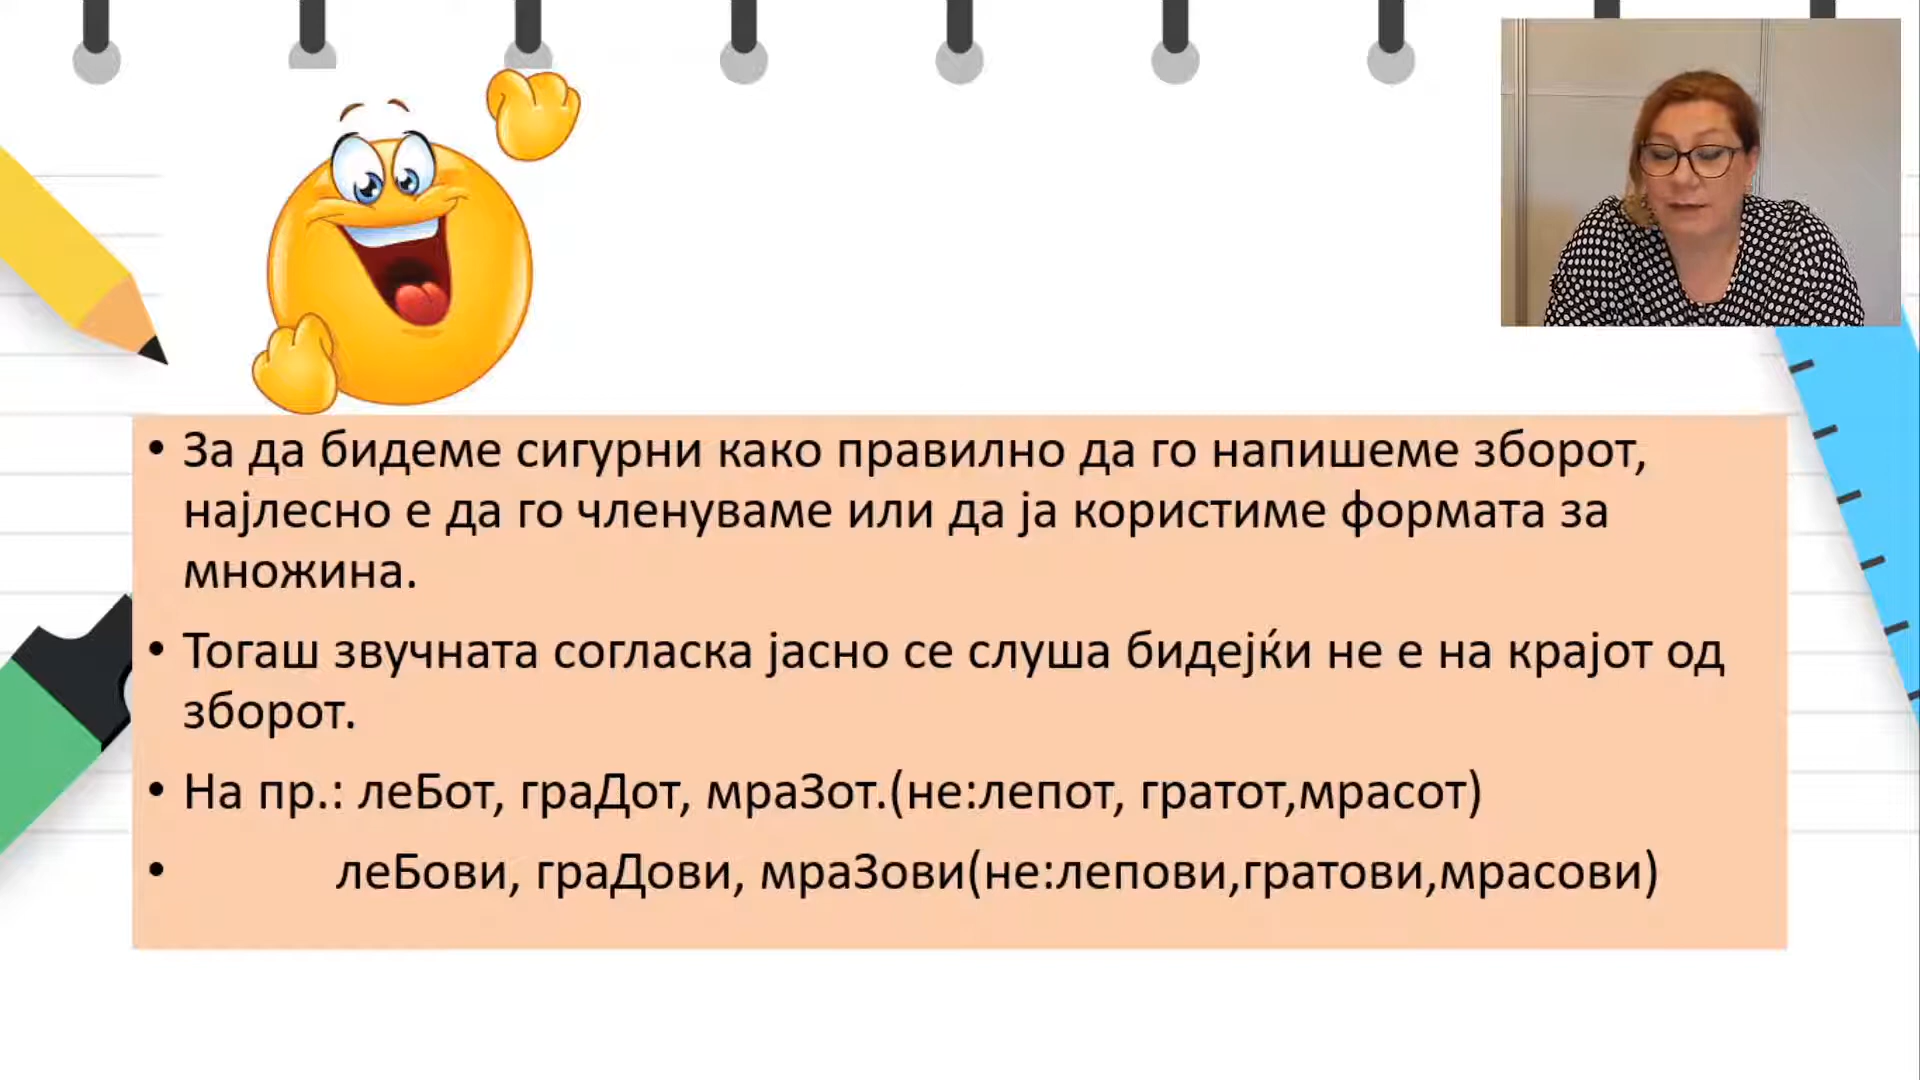 • За да бидеме сигурни како правилно да го напишеме зборот,
најлесно е да го членуваме или да ја користиме формата за
множина.
• Тогаш звучната согласка јасно се слуша бидејќи не е на крајот од
зборот.
• На пр.: леБот, граДот, мраЗот.(не:лепот, гратот,мрасот)
• леБови, граДови, мраЗови(не:лепови,гратови,мрасови)